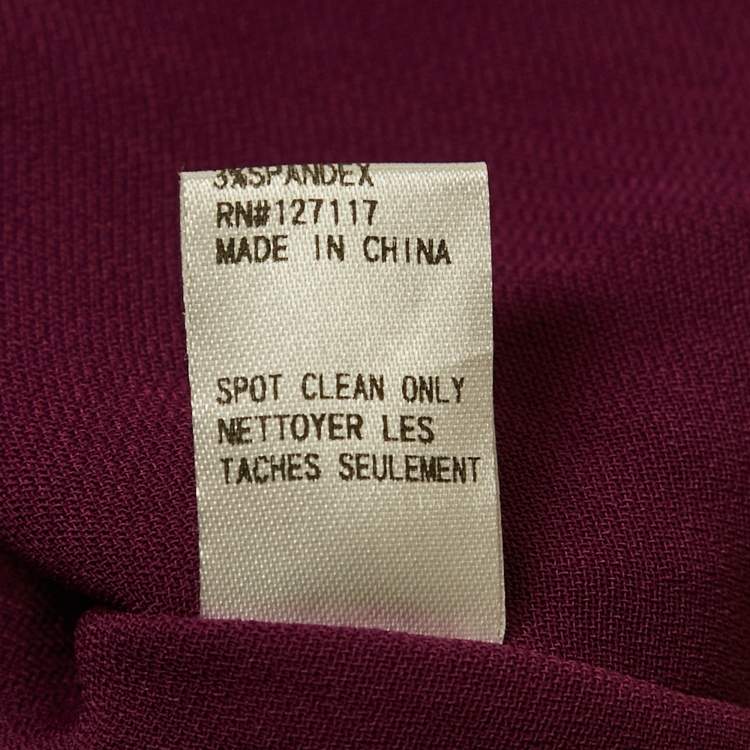 3%SPANDEX
RN#127117
MADE IN CHINA
SPOT CLEAN ONLY
NETTOYER LES
TACHES SEULEMENT